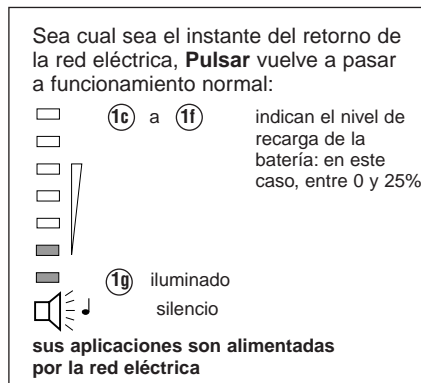 Sea cual sea el instante del retorno de
la red eléctrica, Pulsar vuelve a pasar
a funcionamiento normal:
1c a 1f indican el nivel de
recarga de la
batería: en este
caso, entre 0 y 25%
1g iluminado
silencio
sus aplicaciones son alimentadas
por la red eléctrica